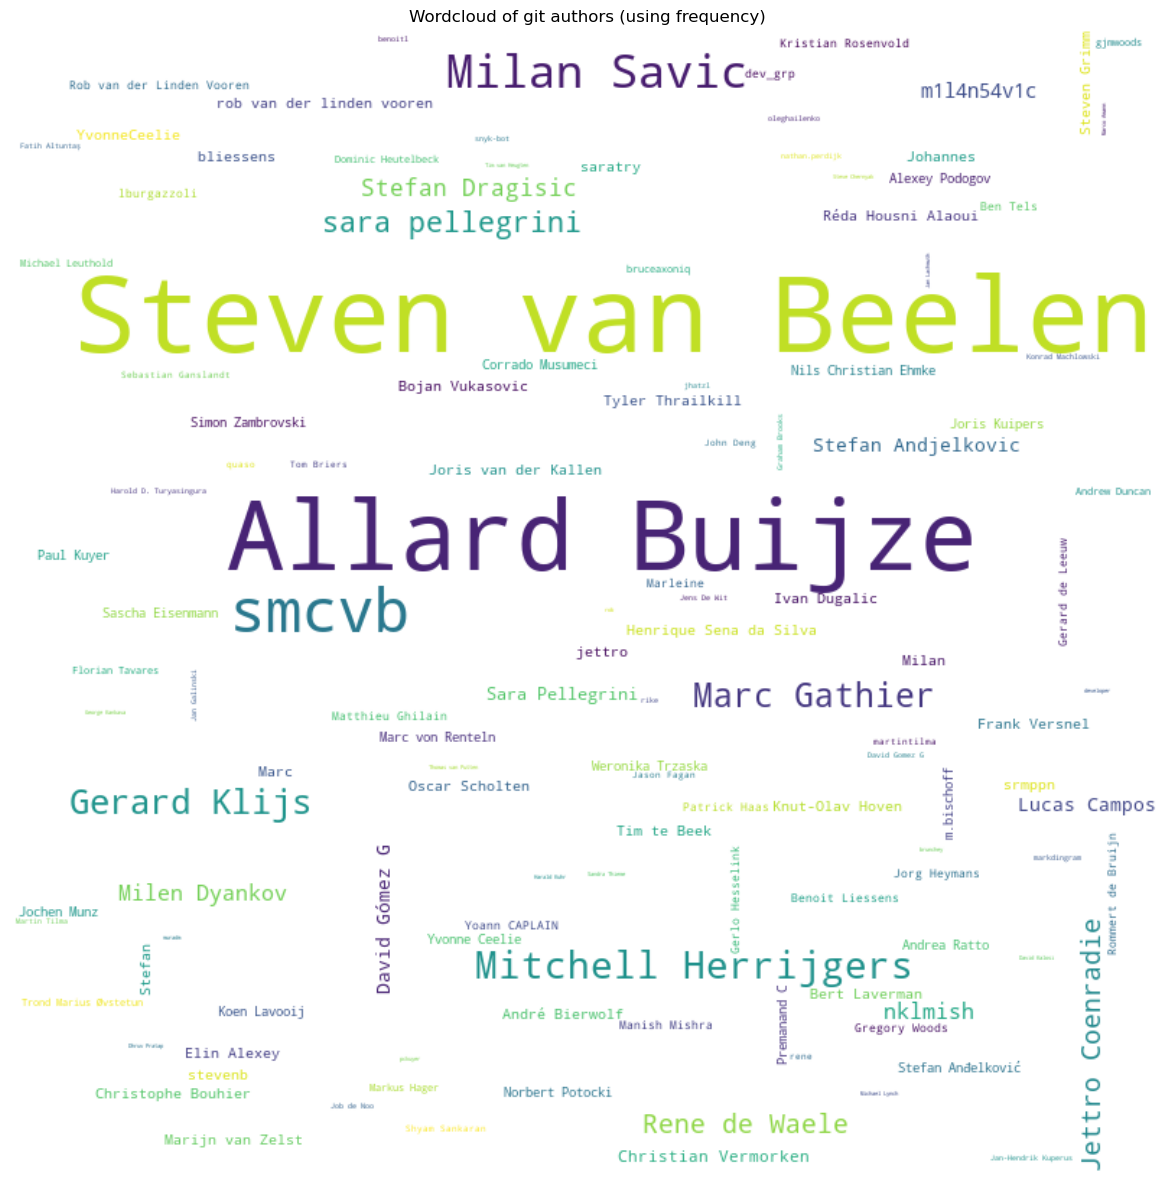 Wordcloud of git authors (using frequency)
benoitl
Milan Savic
Kristian Rosenvold
gjmwoods
Steven Grimm
dev_grp
Rob van der Linden Vooren
rob van der linden vooren
m1l4n54v1c
oleghailenko
YvonneCeelie
snyk-bot
Fatih Altuntaş
bliessens
Dominic Heutelbeck
saratry
Johannes
Alexey Podogov
lburgazzoli
Stefan Dragisic
Ben Tels
sara pellegrini
Réda Housni Alaoui
Michael Leuthold
bruceaxoniq
Steven van Beelen
Konrad Machlowski
Corrado Musumeci
Nils Christian Ehmke
Sebastian Ganslandt
Bojan Vukasovic
jhatzl
Tyler Thrailkill
Simon Zambrovski
Joris Kuipers
Graham Brooks
John Deng
Stefan Andjelkovic
quaso
Tom Briers
Joris van der Kallen
Harold D. Turyasingura
Andrew Duncan
Allard Buijze
Paul Kuyer
Gerard de Leeuw
Marleine
Jens De Wit
Ivan Dugalic
smcvb
Sascha Eisenmann
Henrique Sena da Silva
jettro
Milan
Florian Tavares
Jan Galinski
Sara Pellegrini
rike
Marc Gathier
developer
Matthieu Ghilain
Frank Versnel
Marc von Renteln
martintilma
David Gomez G
Marc
Weronika Trzaska
Jason Fagan
Oscar Scholten
srmppn
m.bischoff
Gerard Klijs
Patrick Haas
Knut-Olav Hoven
Lucas Campos
Tim te Beek
David Gómez G
Gerlo Hesselink
markdingram
Rommert de Bruijn
Jorg Heymans
Milen Dyankov
Benoit Liessens
Jochen Munz
Martin Tilma
Yoann CAPLAIN
Yvonne Ceelie
Andrea Ratto
Stefan
Mitchell Herrijgers
Jettro Coenradie
Bert Laverman
Trond Marius Øvstetun
Koen Lavooij
André Bierwolf
Manish Mishra
Premanand C
nklmish
Gregory Woods
Elin Alexey
rene
stevenb
Stefan Anđelković
Christophe Bouhier
Markus Hager
Norbert Potocki
Michael Lynch
Job de Noo
Shyam Sankaran
Rene de Waele
Marijn van Zelst
Christian Vermorken
Jan-Hendrik Kuperus